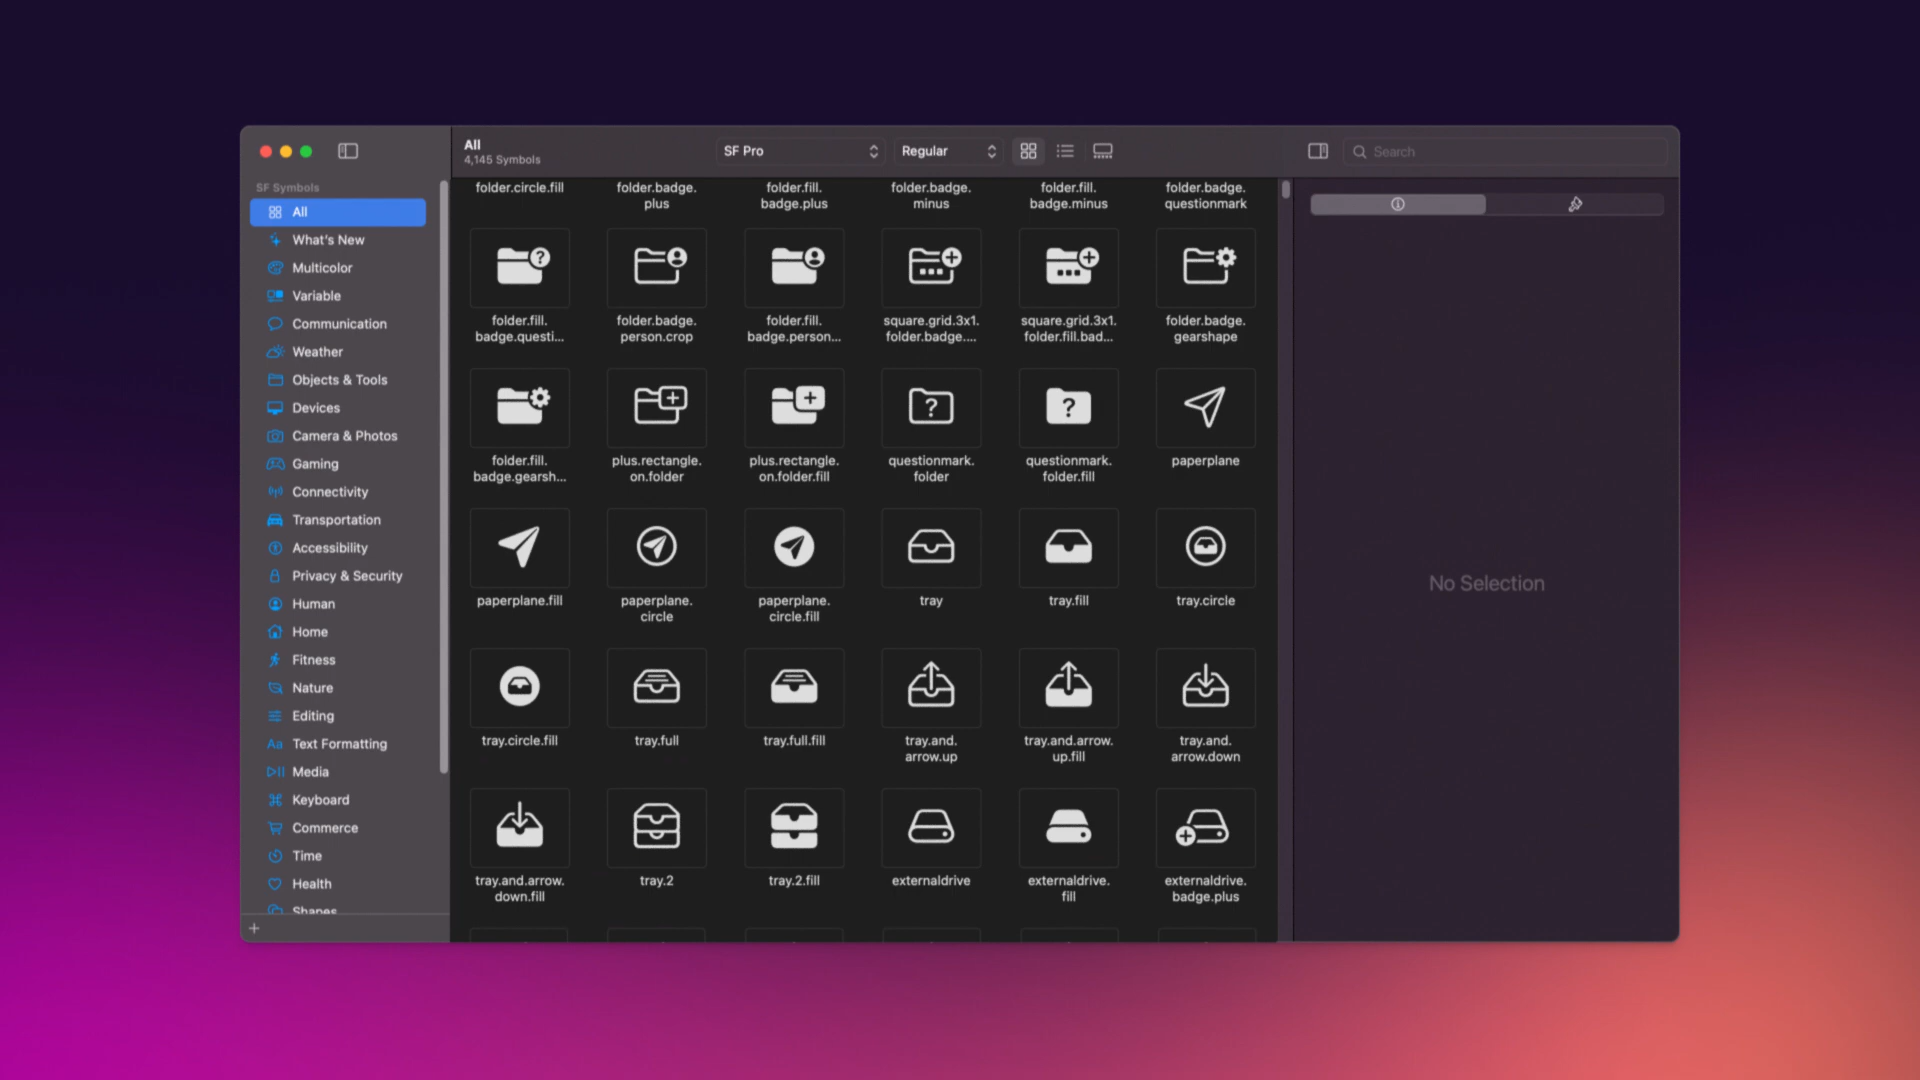 All
4,145 Symbols
SF Pro
Regular
Search
SF Symbols
All
What's New
Multicolor
Variable
Communication
Weather
Objects & Tools
Devices
Camera & Photos
Gaming
Connectivity
Transportation
Accessibility
Privacy & Security
Human
Home
Fitness
Nature
Editing
Aa Text Formatting
Media
Keyboard
Commerce
Time
Health
Shapes
folder.circle.fill
folder.badge.
plus
folder.fill.
badge.plus
folder.badge.
minus
folder.fill.
badge.minus
folder.badge.
questionmark
folder.fill.
badge.questi...
folder.badge.
person.crop
folder.fill.
badge.person...
square.grid.3x1.
folder.badge....
square.grid.3x1.
folder.fill.bad...
folder.badge.
gearshape
folder.fill.
badge.gearsh...
plus.rectangle.
on.folder
plus.rectangle.
on.folder.fill
questionmark.
folder
questionmark.
folder.fill
paperplane
paperplane.fill
paperplane.
circle
paperplane.
circle.fill
tray
tray.fill
tray.circle
tray.circle.fill
tray.full
tray.full.fill
tray.and.
arrow.up
tray.and.arrow.
up.fill
tray.and.
arrow.down
tray.and.arrow.
down.fill
tray.2
tray.2.fill
externaldrive
externaldrive.
fill
externaldrive.
badge.plus
No Selection